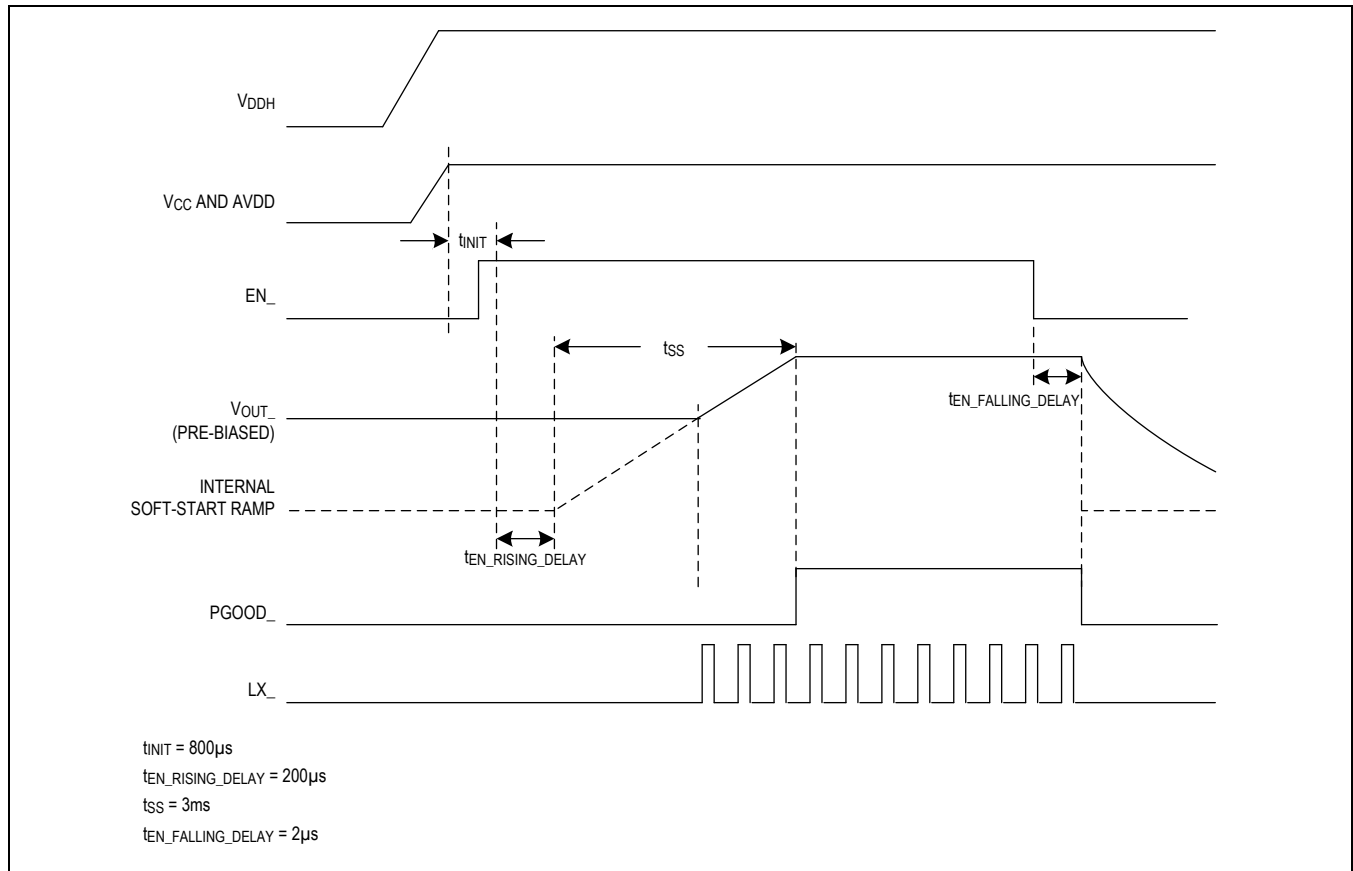 VDDH
VCC AND AVDD
tINIT
EN_
tSS
VOUT_
(PRE-BIASED)
tEN_FALLING_DELAY
INTERNAL
SOFT-START RAMP
tEN_RISING_DELAY
PGOOD_
LX_
tINIT = 800µs
tEN_RISING_DELAY = 200µs
tSS = 3ms
tEN_FALLING_DELAY = 2µs